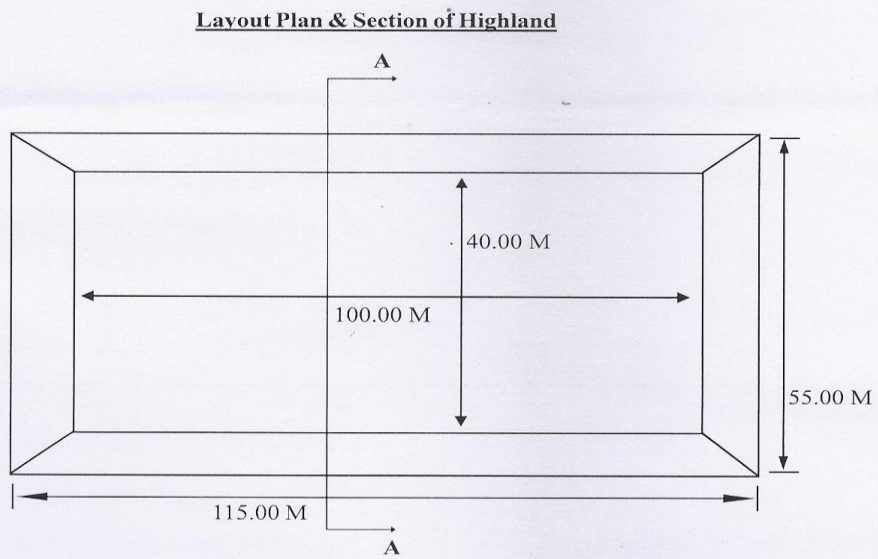 Layout Plan & Section of Highland
A
40.00 M
100.00 M
55.00 M
115.00 M
A